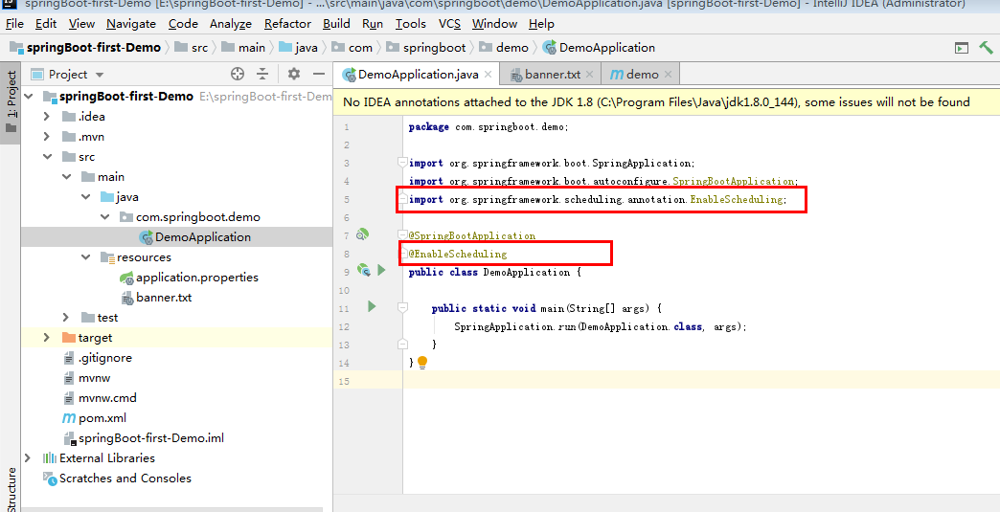 springBoot-first-Demo [E:\springBoot-first-Demo] - ...\src\main\java\com\springboot\demo\DemoApplication.java [springBoot-first-Demo] - IntelliJ IDEA (Administrator)
File Edit View Navigate Code Analyze Refactor Build Run Tools VCS Window Help
springBoot-first-Demo src main java com springboot demo DemoApplication
1: Project
Project
DemoApplication.java banner.txt demo
springBoot-first-Demo E:\springBoot-first-Dem
.idea
.mvn
src
main
java
com.springboot.demo
DemoApplication
resources
application.properties
banner.txt
test
target
.gitignore
mvnw
mvnw.cmd
pom.xml
springBoot-first-Demo.iml
External Libraries
Scratches and Consoles
Structure
No IDEA annotations attached to the JDK 1.8 (C:\Program Files\Java\jdk1.8.0_144), some issues will not be found
1 package com.springboot.demo;
2
3 import org.springframework.boot.SpringApplication;
4 import org.springframework.boot.autoconfigure.SpringBootApplication;
5 import org.springframework.scheduling.annotation.EnableScheduling;
6
7 @SpringBootApplication
8 @EnableScheduling
9 public class DemoApplication {
10
11 public static void main(String[] args) {
12 SpringApplication.run(DemoApplication.class, args);
13 }
14 }
15